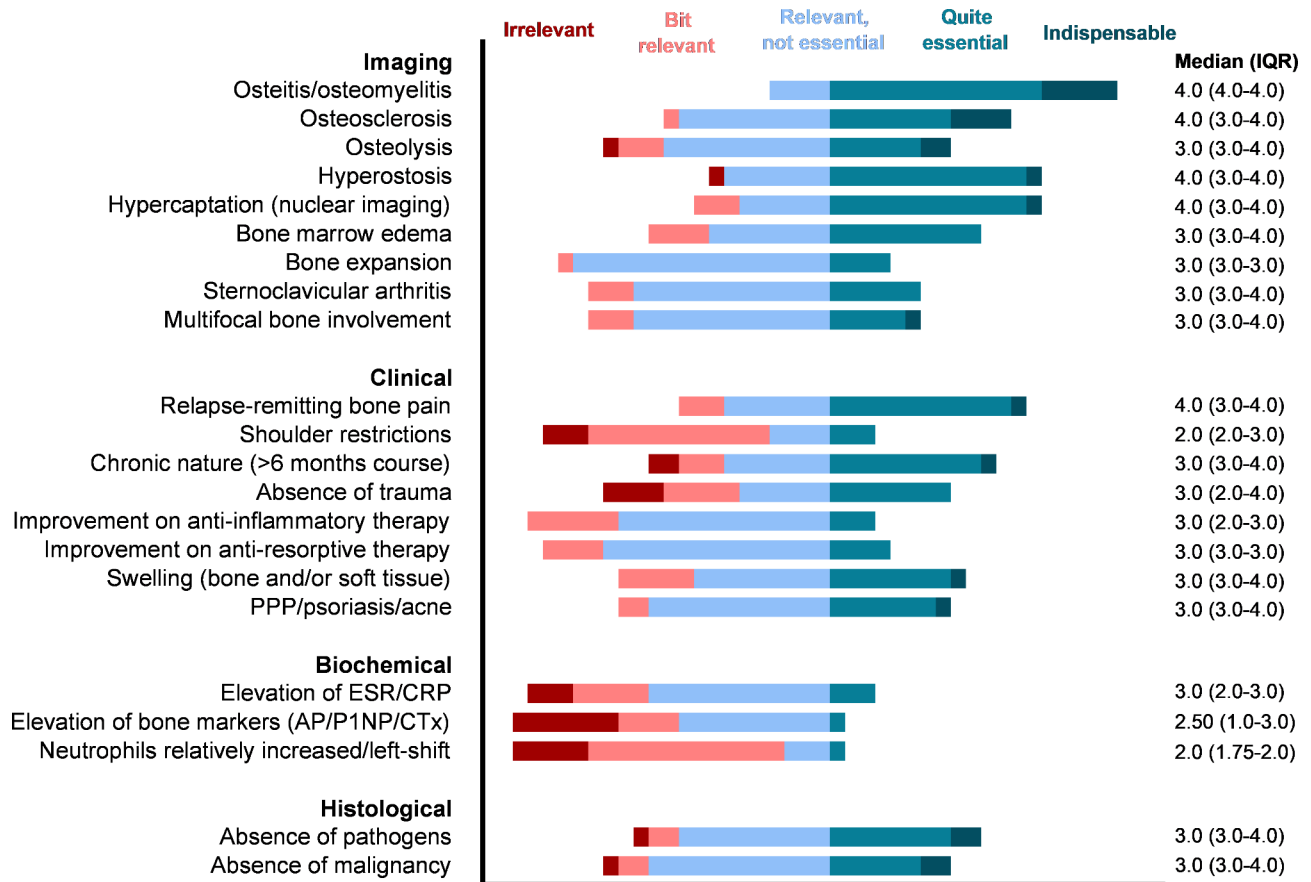 Irrelevant
Bit
relevant
Relevant,
not essential
Quite
essential
Indispensable
Imaging
Median (IQR)
Osteitis/osteomyelitis 4.0 (4.0-4.0)
Osteosclerosis 4.0 (3.0-4.0)
Osteolysis 3.0 (3.0-4.0)
Hyperostosis 4.0 (3.0-4.0)
Hypercaptation (nuclear imaging) 4.0 (3.0-4.0)
Bone marrow edema 3.0 (3.0-4.0)
Bone expansion 3.0 (3.0-3.0)
Sternoclavicular arthritis 3.0 (3.0-4.0)
Multifocal bone involvement 3.0 (3.0-4.0)
Clinical
Relapse-remitting bone pain 4.0 (3.0-4.0)
Shoulder restrictions 2.0 (2.0-3.0)
Chronic nature (>6 months course) 3.0 (3.0-4.0)
Absence of trauma 3.0 (2.0-4.0)
Improvement on anti-inflammatory therapy 3.0 (2.0-3.0)
Improvement on anti-resorptive therapy 3.0 (3.0-3.0)
Swelling (bone and/or soft tissue) 3.0 (3.0-4.0)
PPP/psoriasis/acne 3.0 (3.0-4.0)
Biochemical
Elevation of ESR/CRP 3.0 (2.0-3.0)
Elevation of bone markers (AP/P1NP/CTx) 2.50 (1.0-3.0)
Neutrophils relatively increased/left-shift 2.0 (1.75-2.0)
Histological
Absence of pathogens 3.0 (3.0-4.0)
Absence of malignancy 3.0 (3.0-4.0)